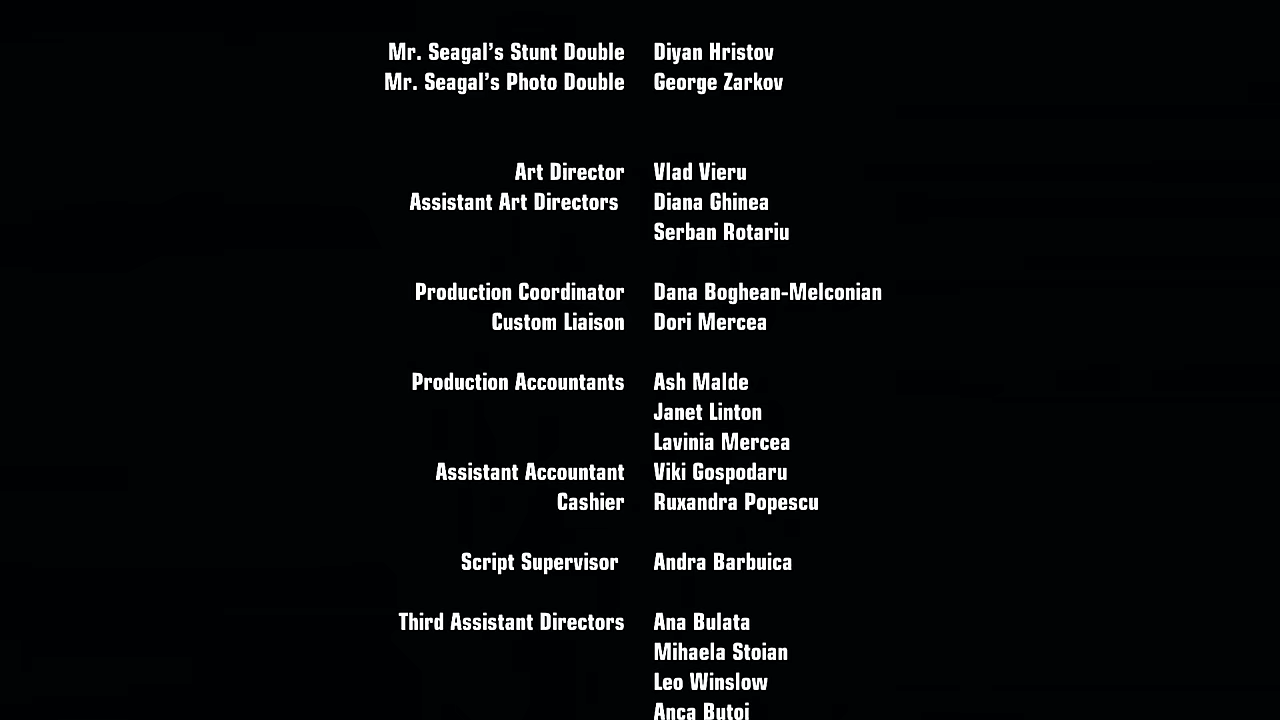 Mr. Seagal's Stunt Double Diyan Hristov
Mr. Seagal's Photo Double George Zarkov
Art Director Vlad Vieru
Assistant Art Directors Diana Ghinea
Serban Rotariu
Production Coordinator Dana Boghean-Melconian
Custom Liaison Dori Mercea
Production Accountants Ash Malde
Janet Linton
Lavinia Mercea
Assistant Accountant Viki Gospodaru
Cashier Ruxandra Popescu
Script Supervisor Andra Barbuica
Third Assistant Directors Ana Bulata
Mihaela Stoian
Leo Winslow
Anca Butoi